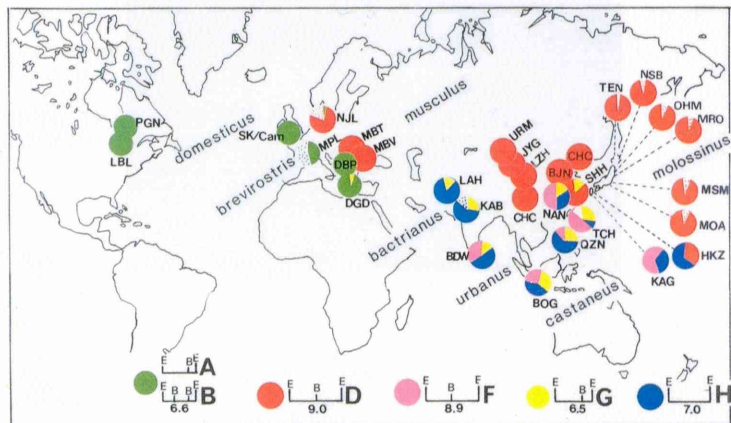 NSB
TEN
OHM
MRO
musculus
PGN
NJL
domesticus
SK/Cam
MPL
MBT
MBV
URM
JYG
LZH
CHC
BJN
SHH
molossinus
LBL
brevirostris
DBP
DGD
LAH
KAB
MSM
bactrianus
CHC
NAN
MOA
TCH
QZN
BDW
urbanus
HKZ
KAG
BOG
castaneus
E B E A
E B B E B
6.6
E B E D
9.0
E B E F
8.9
E B E G
6.5
E E H
7.0